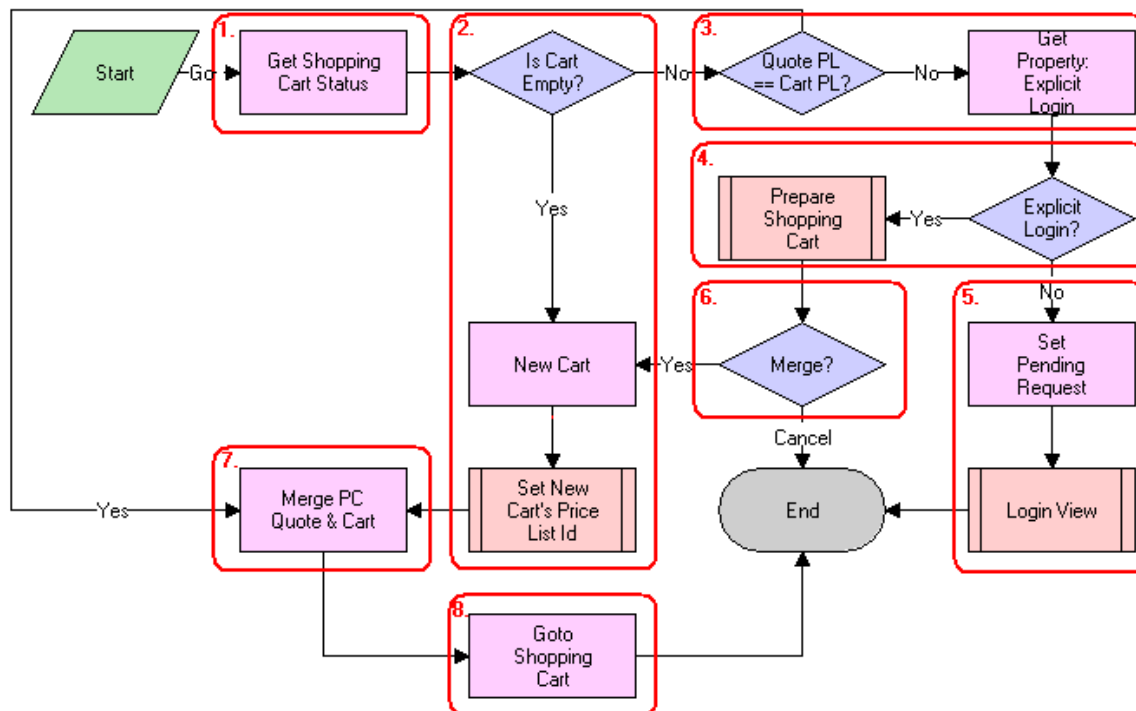 1.
2.
3.
Start
Go
Get Shopping
Cart Status
Is Cart
Empty?
No
Quote PL
== Cart PL?
No
Get
Property:
Explicit
Login
4.
Yes
Prepare
Shopping
Cart
Yes
Explicit
Login?
6.
5.
No
New Cart
Yes
Merge?
Set
Pending
Request
Cancel
7.
Yes
Merge PC
Quote & Cart
Set New
Cart's Price
List Id
End
Login View
8.
Goto
Shopping
Cart